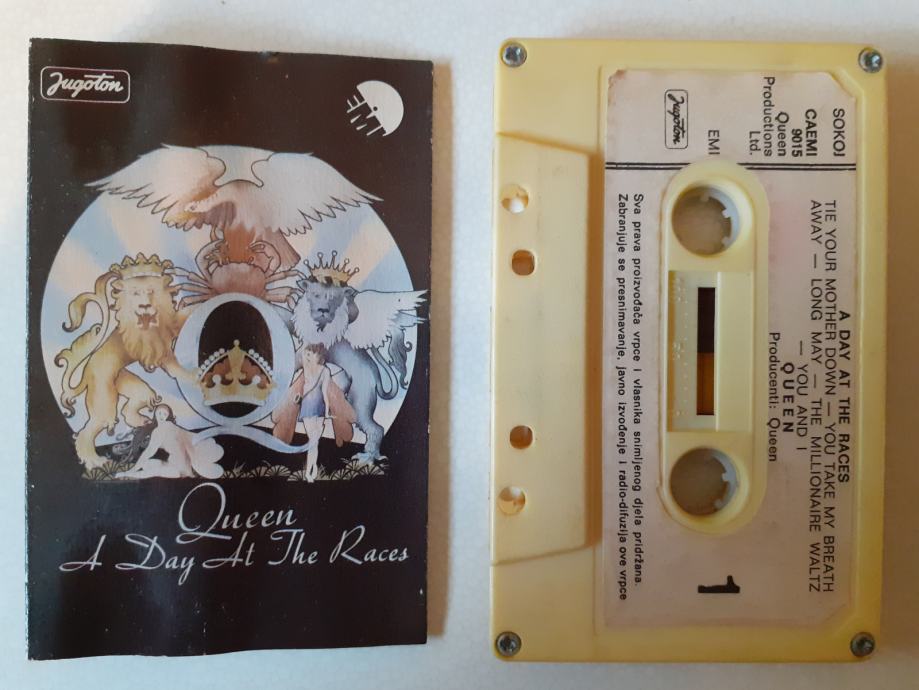 Jugoton
EMI
Queen
A Day At The Races
SOKOJ
CAEMI
9015
Queen
Productions
Ltd.
EMI
Jugoton
A DAY AT THE RACES
TIE YOUR MOTHER DOWN — YOU TAKE MY BREATH
AWAY — LONG MAY — THE MILLIONAIRE WALTZ
— YOU AND I
QUEEN
Producenti: Queen
Sva prava proizvođača vrpce i vlasnika snimljenog djela pridržana.
Zabranjuje se presnimavanje, javno izvođenje i radio-difuzija ove vrpce
1